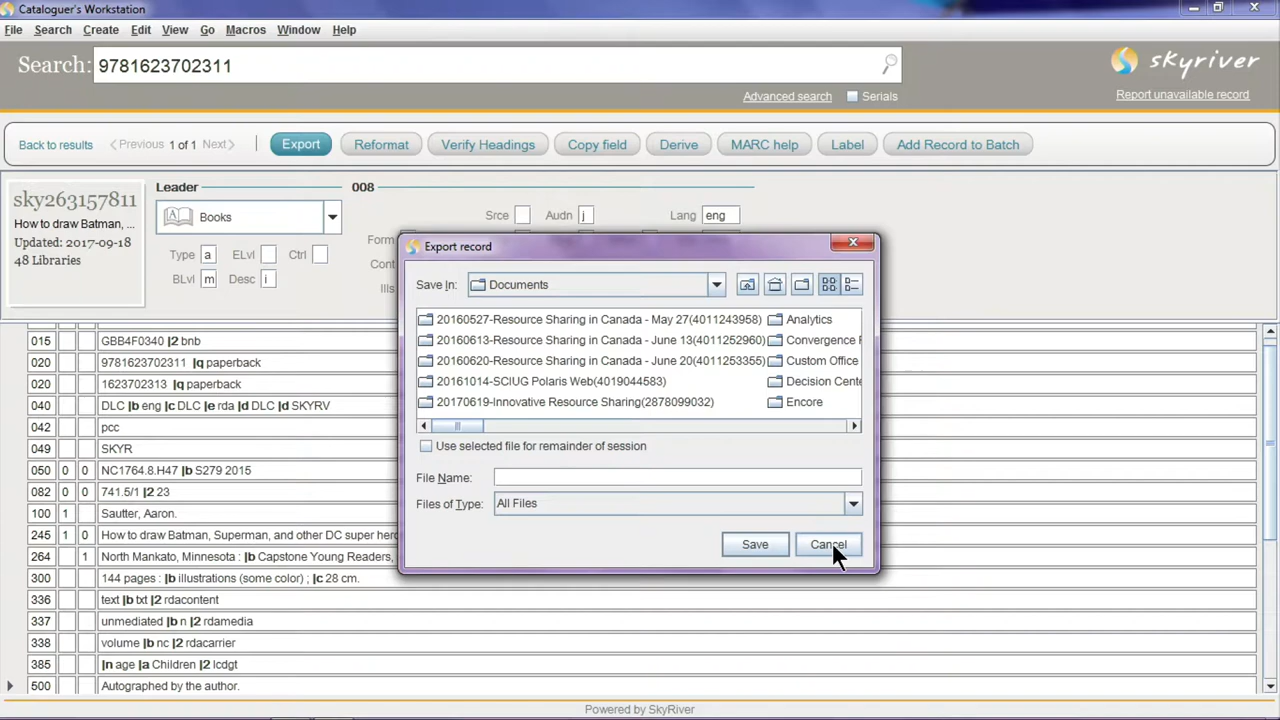 Cataloguer's Workstation
File Search Create Edit View Go Macros Window Help
Search: 9781623702311
skyriver
Advanced search Serials
Report unavailable record
Back to results Previous 1 of 1 Next Export Reformat Verify Headings Copy field Derive MARC help Label Add Record to Batch
sky263157811
How to draw Batman, ...
Updated: 2017-09-18
48 Libraries
Leader
008
Books
Srce Audn j Lang eng
Type a ELvl Ctrl
Form
Cont
BLvl m Desc i
Ills
Export record
Save In: Documents
20160527-Resource Sharing in Canada - May 27(4011243958) Analytics
20160613-Resource Sharing in Canada - June 13(4011252960) Convergence
20160620-Resource Sharing in Canada - June 20(4011253355) Custom Office
20161014-SCIUG Polaris Web(4019044583) Decision Cente
20170619-Innovative Resource Sharing(2878099032) Encore
Use selected file for remainder of session
File Name:
Files of Type: All Files
Save Cancel
015 GBB4F0340 |2 bnb
020 9781623702311 |q paperback
020 1623702313 |q paperback
040 DLC |b eng |c DLC |e rda |d DLC |d SKYRV
042 pcc
049 SKYR
050 0 0 NC1764.8.H47 |b S279 2015
082 0 0 741.5/1 |2 23
100 1 Sautter, Aaron.
245 1 0 How to draw Batman, Superman, and other DC super hero
264 1 North Mankato, Minnesota : |b Capstone Young Readers,
300 144 pages : |b illustrations (some color) ; |c 28 cm.
336 text |b txt |2 rdacontent
337 unmediated |b n |2 rdamedia
338 volume |b nc |2 rdacarrier
385 |n age |a Children |2 lcdgt
500 Autographed by the author.
Powered by SkyRiver